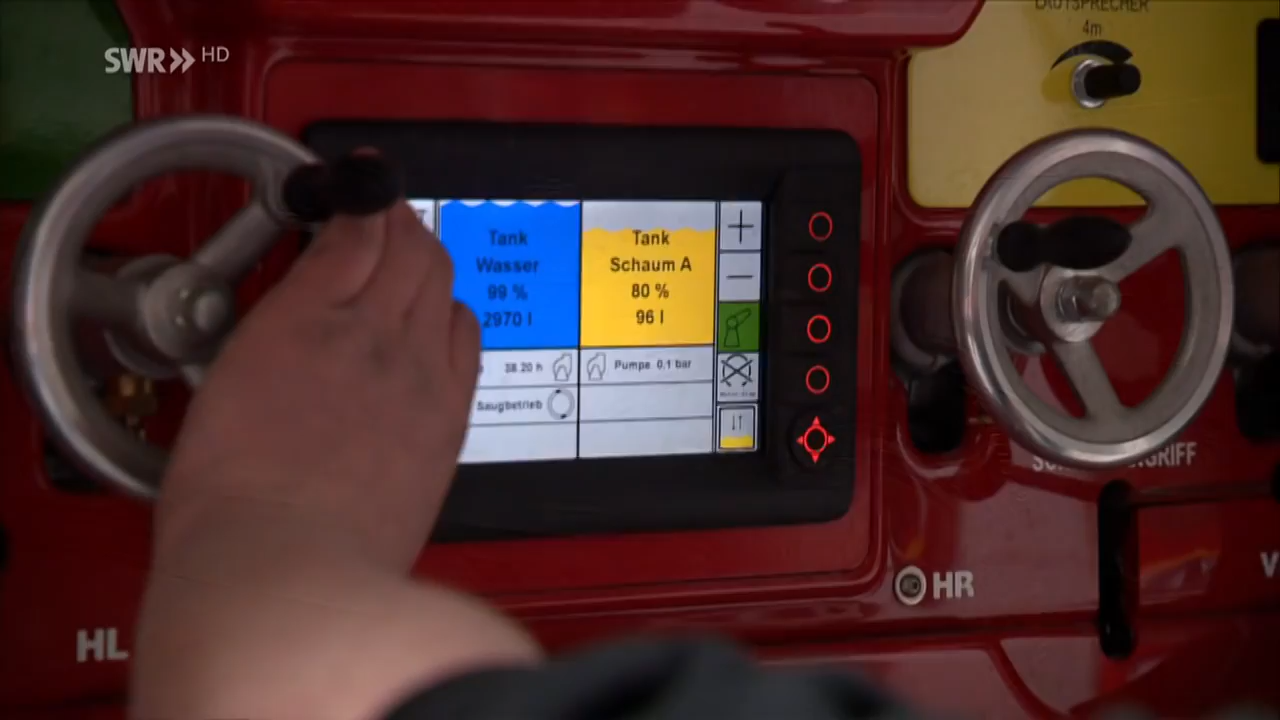 SWR HD
LAUTSPRECHER
4m
Tank
Wasser
99 %
2970 l
Tank
Schaum A
80 %
96 l
38.20 h
Pumpe 0,1 bar
Saugbetrieb
HR
HL